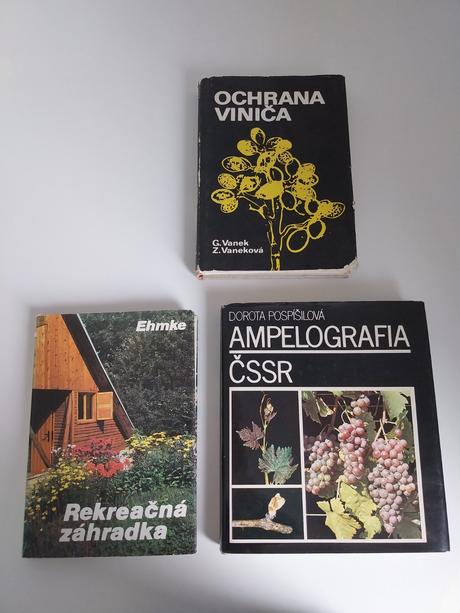 OCHRANA
VINIČA
G. Vanek
Z. Vaneková
Ehmke
Rekreačná
záhradka
DOROTA POSPÍŠILOVÁ
AMPELOGRAFIA
ČSSR